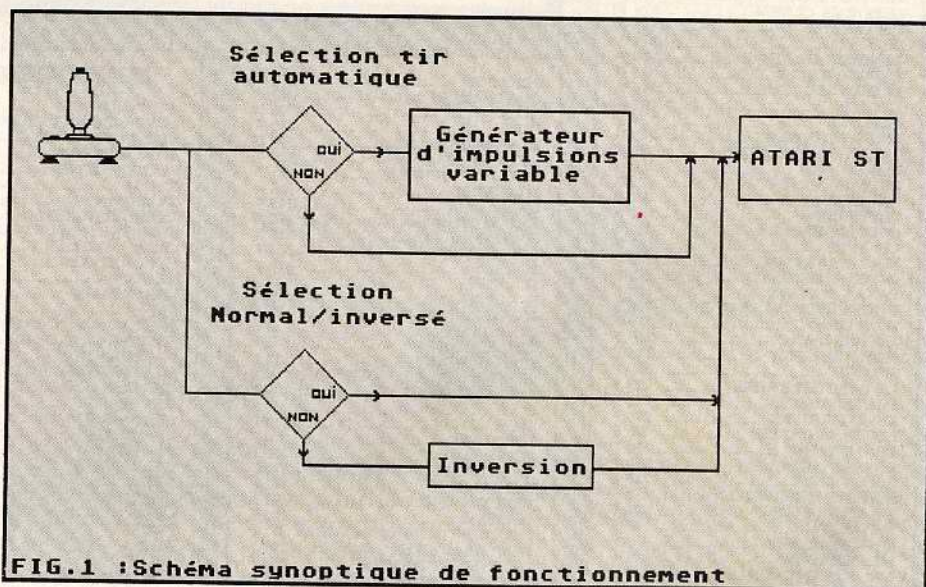 Sélection tir
automatique
oui
NON
Générateur
d'impulsions
variable
ATARI ST
Sélection
Normal/inversé
oui
NON
Inversion
FIG.1 :Schéma synoptique de fonctionnement